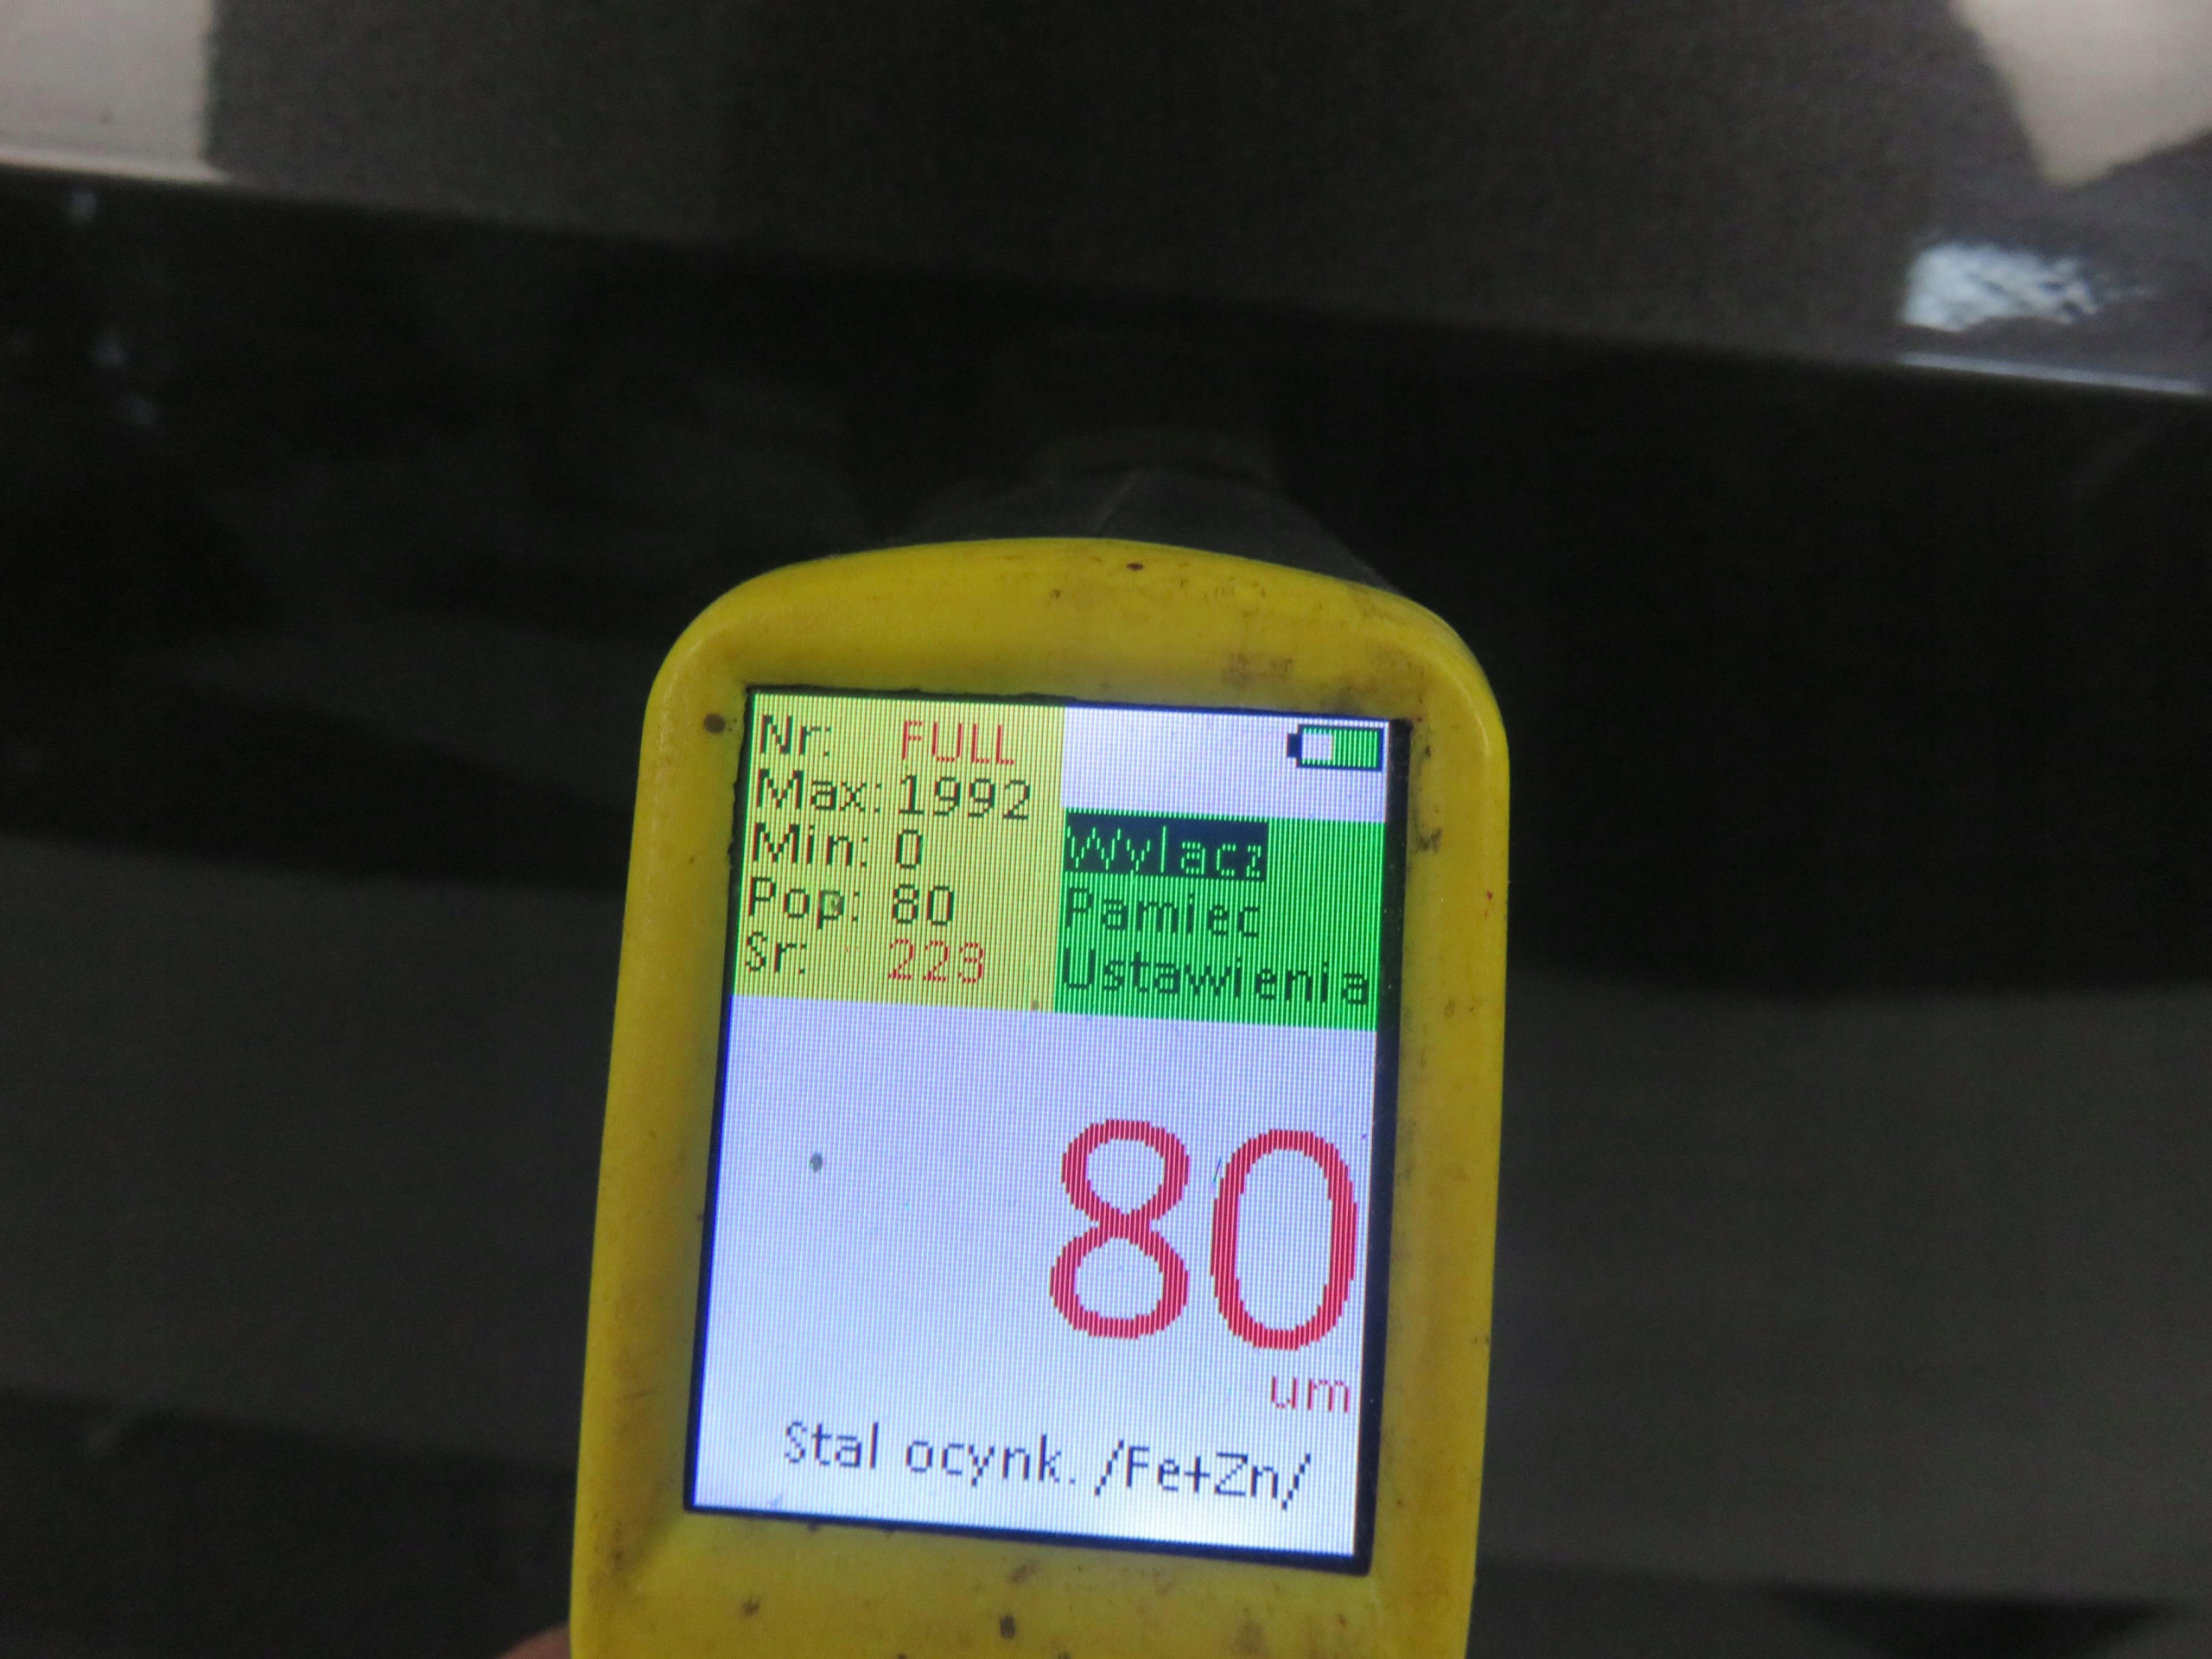 Nr: FULL
Max: 1992
Min: 0
Pop: 80
Sr: 223
Wylacz
Pamiec
Ustawienia
80
um
Stal ocynk. /Fe+Zn/